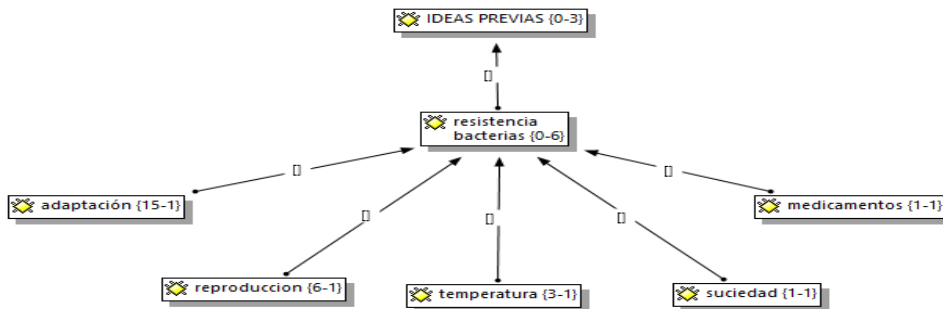 IDEAS PREVIAS {0-3}
[]
resistencia
bacterias {0-6}
[]
[]
adaptación {15-1}
medicamentos {1-1}
[]
[]
[]
reproduccion {6-1}
temperatura {3-1}
suciedad {1-1}